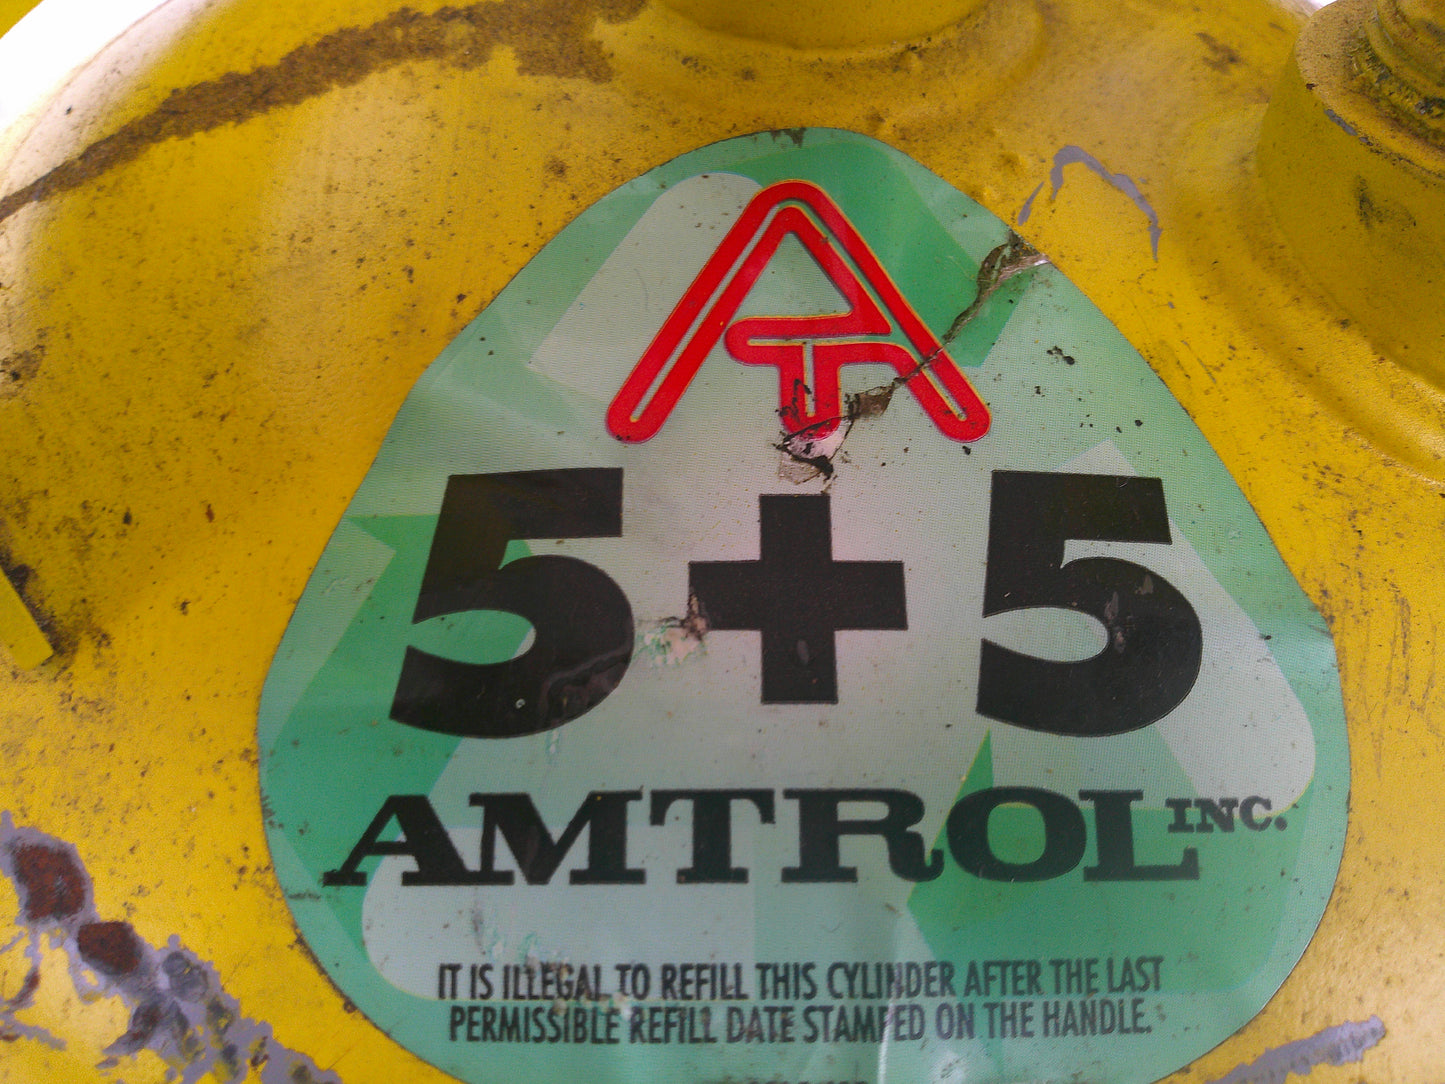 5+5
AMTROL INC.
IT IS ILLEGAL TO REFILL THIS CYLINDER AFTER THE LAST
PERMISSIBLE REFILL DATE STAMPED ON THE HANDLE.